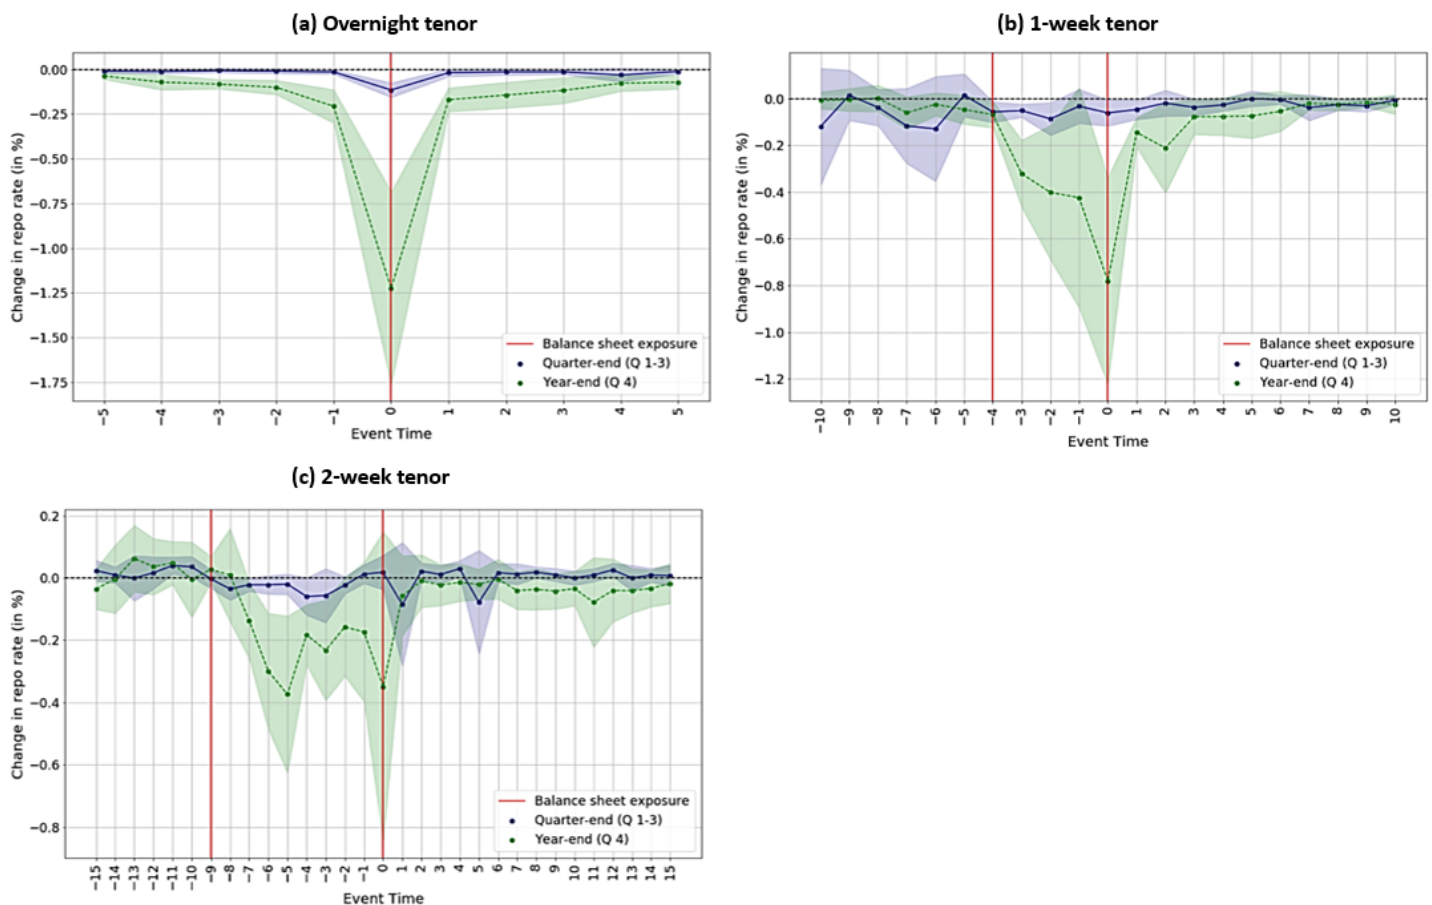 (a) Overnight tenor
0.00
−0.25
−0.50
−0.75
−1.00
−1.25
−1.50
−1.75
Change in repo rate (in %)
Balance sheet exposure
Quarter-end (Q 1-3)
Year-end (Q 4)
−5 −4 −3 −2 −1 0 1 2 3 4 5
Event Time
(b) 1-week tenor
0.0
−0.2
−0.4
−0.6
−0.8
−1.0
−1.2
Change in repo rate (in %)
Balance sheet exposure
Quarter-end (Q 1-3)
Year-end (Q 4)
−10 −9 −8 −7 −6 −5 −4 −3 −2 −1 0 1 2 3 4 5 6 7 8 9 10
Event Time
(c) 2-week tenor
0.2
0.0
−0.2
−0.4
−0.6
−0.8
Change in repo rate (in %)
Balance sheet exposure
Quarter-end (Q 1-3)
Year-end (Q 4)
−15 −14 −13 −12 −11 −10 −9 −8 −7 −6 −5 −4 −3 −2 −1 0 1 2 3 4 5 6 7 8 9 10 11 12 13 14 15
Event Time